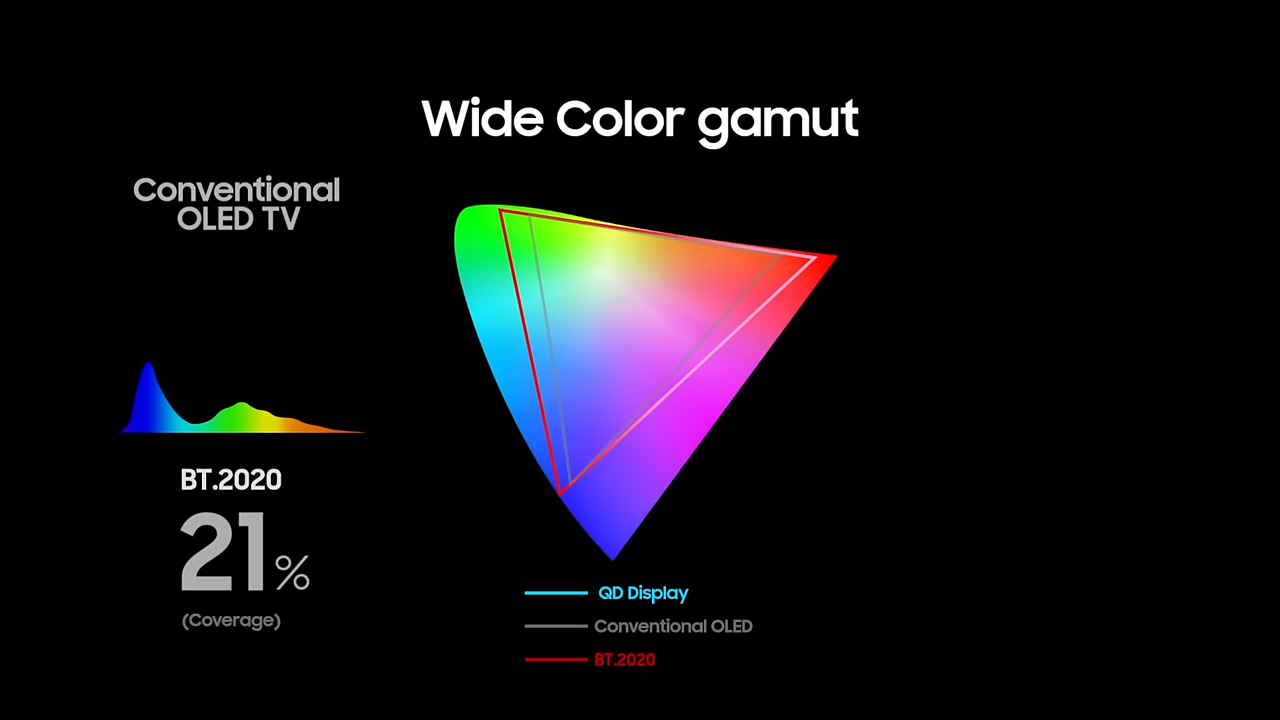 Wide Color gamut
Conventional
OLED TV
BT.2020
21%
(Coverage)
QD Display
Conventional OLED
BT.2020